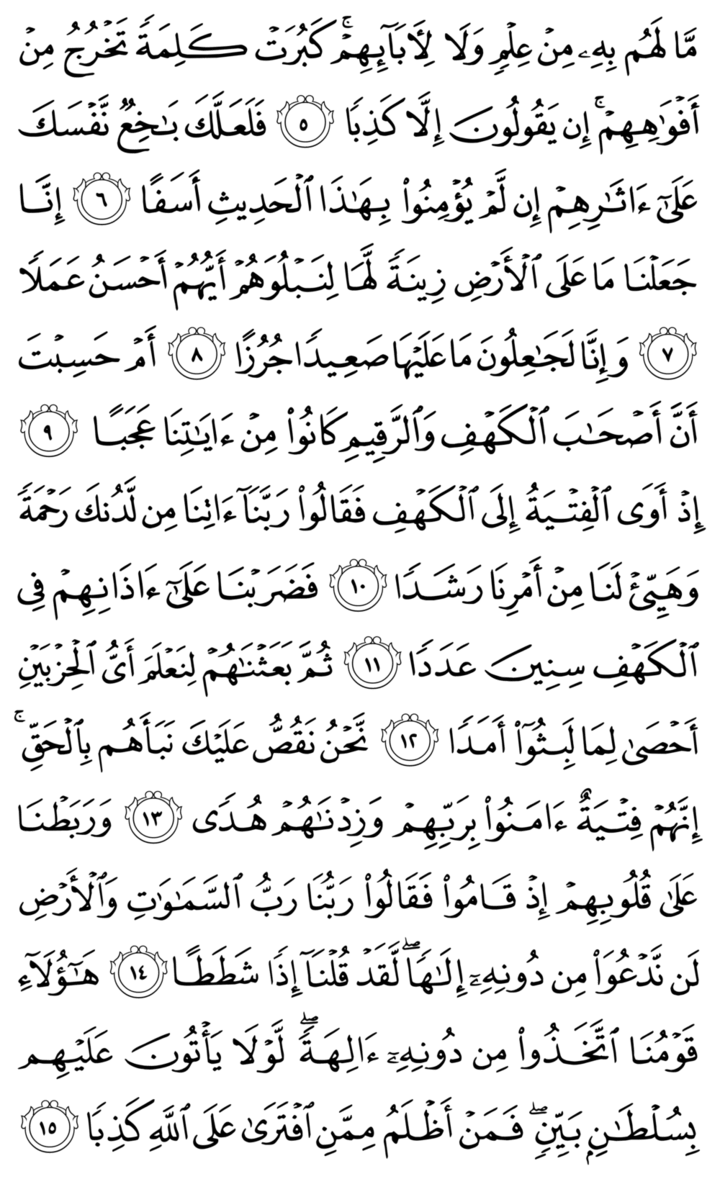 مَّا لَهُم بِهِۦ مِنْ عِلْمٍ وَلَا لِأَبَآئِهِمْ ۚ كَبُرَتْ كَلِمَةً تَخْرُجُ مِنْ
أَفْوَٰهِهِمْ ۚ إِن يَقُولُونَ إِلَّا كَذِبًا ٥ فَلَعَلَّكَ بَٰخِعٌ نَّفْسَكَ
عَلَىٰٓ ءَاثَٰرِهِمْ إِن لَّمْ يُؤْمِنُوا۟ بِهَٰذَا ٱلْحَدِيثِ أَسَفًا ٦ إِنَّا
جَعَلْنَا مَا عَلَى ٱلْأَرْضِ زِينَةً لَّهَا لِنَبْلُوَهُمْ أَيُّهُمْ أَحْسَنُ عَمَلًا
٧ وَإِنَّا لَجَٰعِلُونَ مَا عَلَيْهَا صَعِيدًا جُرُزًا ٨ أَمْ حَسِبْتَ
أَنَّ أَصْحَٰبَ ٱلْكَهْفِ وَٱلرَّقِيمِ كَانُوا۟ مِنْ ءَايَٰتِنَا عَجَبًا ٩
إِذْ أَوَى ٱلْفِتْيَةُ إِلَى ٱلْكَهْفِ فَقَالُوا۟ رَبَّنَآ ءَاتِنَا مِن لَّدُنكَ رَحْمَةً
وَهَيِّئْ لَنَا مِنْ أَمْرِنَا رَشَدًا ١٠ فَضَرَبْنَا عَلَىٰٓ ءَاذَانِهِمْ فِى
ٱلْكَهْفِ سِنِينَ عَدَدًا ١١ ثُمَّ بَعَثْنَٰهُمْ لِنَعْلَمَ أَىُّ ٱلْحِزْبَيْنِ
أَحْصَىٰ لِمَا لَبِثُوٓا۟ أَمَدًا ١٢ نَّحْنُ نَقُصُّ عَلَيْكَ نَبَأَهُم بِٱلْحَقِّ ۚ
إِنَّهُمْ فِتْيَةٌ ءَامَنُوا۟ بِرَبِّهِمْ وَزِدْنَٰهُمْ هُدًى ١٣ وَرَبَطْنَا
عَلَىٰ قُلُوبِهِمْ إِذْ قَامُوا۟ فَقَالُوا۟ رَبُّنَا رَبُّ ٱلسَّمَٰوَٰتِ وَٱلْأَرْضِ
لَن نَّدْعُوَا۟ مِن دُونِهِۦٓ إِلَٰهًا ۖ لَّقَدْ قُلْنَآ إِذًا شَطَطًا ١٤ هَٰٓؤُلَآءِ
قَوْمُنَا ٱتَّخَذُوا۟ مِن دُونِهِۦٓ ءَالِهَةً ۖ لَّوْلَا يَأْتُونَ عَلَيْهِم
بِسُلْطَٰنٍۭ بَيِّنٍ ۖ فَمَنْ أَظْلَمُ مِمَّنِ ٱفْتَرَىٰ عَلَى ٱللَّهِ كَذِبًا ١٥